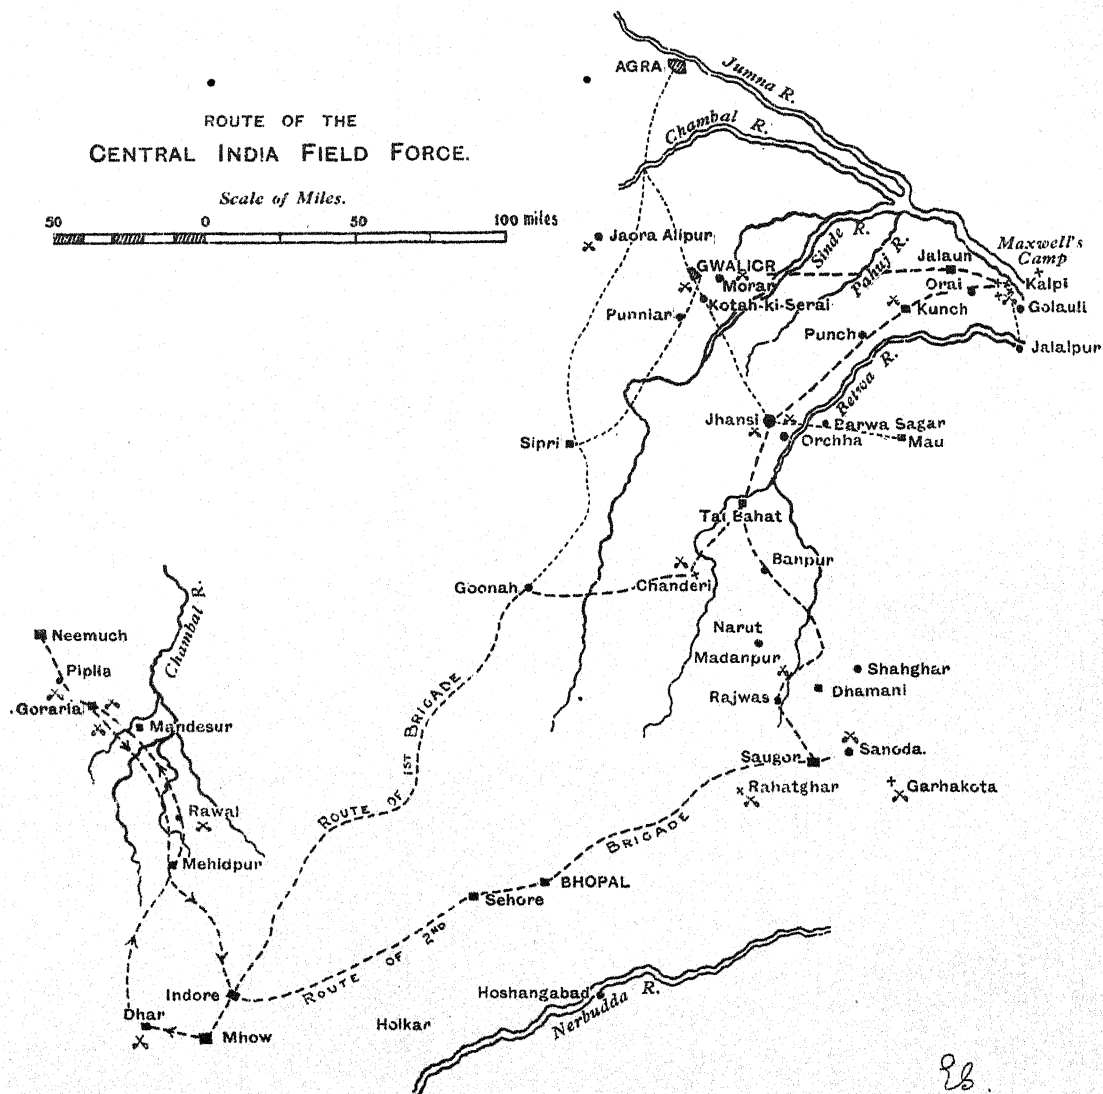 ROUTE OF THE
CENTRAL INDIA FIELD FORCE.
Scale of Miles.
50 0 50 100 miles
AGRA
Jumna R.
Chambal R.
Jaora Alipur
Sinde R.
Pahuj R.
Maxwell's
Camp
GWALIOR
Morar
Kotah-ki-Serai
Punniar
Jalaun
Orai
Kalpi
Kunch
Golauli
Punch
Jalalpur
Betwa R.
Jhansi
Barwa Sagar
Orchha
Mau
Sipri
Tal Bahat
Banpur
Goonah
Chanderi
Chambal R.
Neemuch
Piplia
Goraria
Mandesur
Narut
Madanpur
Shahghar
Rajwas
Dhamani
Saugor
Sanoda.
Rahatghar
Garhakota
Rawal
Mehidpur
ROUTE OF 1ST BRIGADE
BHOPAL
Sehore
ROUTE OF 2ND BRIGADE
Indore
Hoshangabad
Nerbudda R.
Dhar
Mhow
Holkar